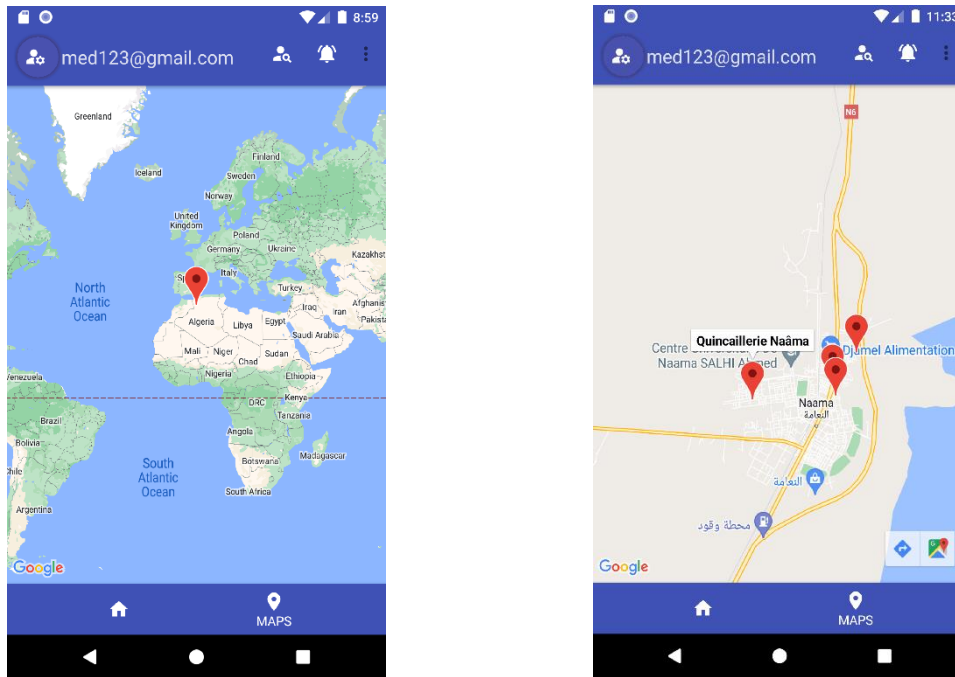 8:59
med123@gmail.com
Greenland
Iceland
Finland
Sweden
Norway
United
Kingdom
Poland
Germany
Ukraine
Kazakhst
Italy
Turkey
North
Atlantic
Ocean
Iraq
Iran
Afghanis
Pakista
Algeria
Libya
Egypt
Saudi Arabia
Mali
Niger
Chad
Sudan
Nigeria
Ethiopia
Venezuela
DRC
Kenya
Tanzania
Brazil
Angola
Bolivia
Botswana
Madagascar
South
Atlantic
Ocean
Chile
South Africa
Argentina
Google
MAPS
11:33
med123@gmail.com
N6
Quincaillerie Naâma
Centre
Naama SALHI Ahmed
Djamel Alimentation
Naama
النعامة
النعامة
محطة وقود
Google
MAPS